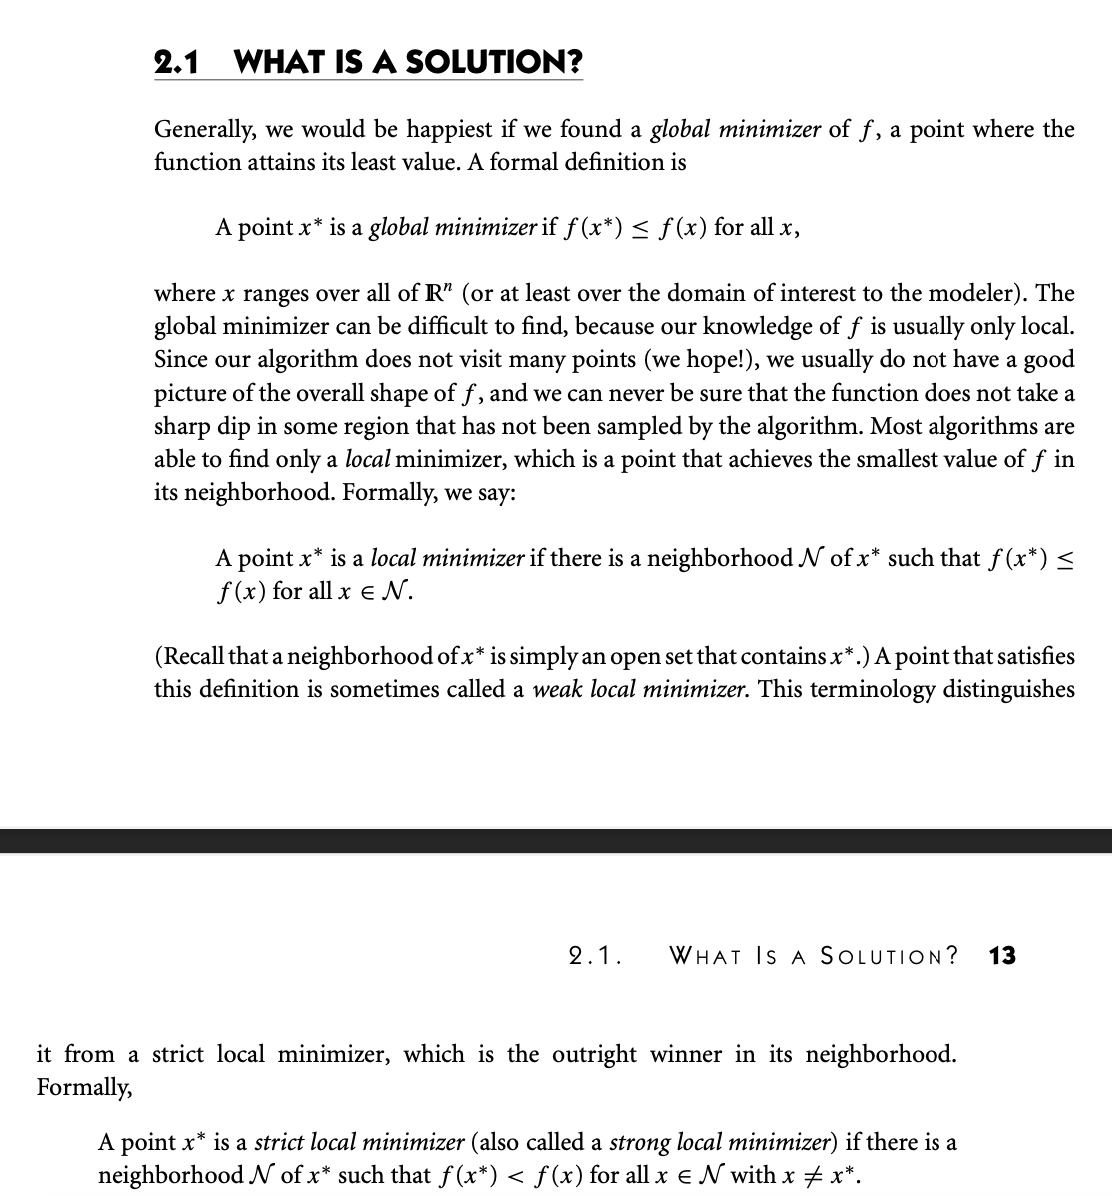 2.1 WHAT IS A SOLUTION?
Generally, we would be happiest if we found a global minimizer of f, a point where the
function attains its least value. A formal definition is
A point x* is a global minimizer if f(x*) ≤ f(x) for all x,
where x ranges over all of ℝⁿ (or at least over the domain of interest to the modeler). The
global minimizer can be difficult to find, because our knowledge of f is usually only local.
Since our algorithm does not visit many points (we hope!), we usually do not have a good
picture of the overall shape of f, and we can never be sure that the function does not take a
sharp dip in some region that has not been sampled by the algorithm. Most algorithms are
able to find only a local minimizer, which is a point that achieves the smallest value of f in
its neighborhood. Formally, we say:
A point x* is a local minimizer if there is a neighborhood 𝒩 of x* such that f(x*) ≤
f(x) for all x ∈ 𝒩.
(Recall that a neighborhood of x* is simply an open set that contains x*.) A point that satisfies
this definition is sometimes called a weak local minimizer. This terminology distinguishes
2.1. WHAT IS A SOLUTION? 13
it from a strict local minimizer, which is the outright winner in its neighborhood.
Formally,
A point x* is a strict local minimizer (also called a strong local minimizer) if there is a
neighborhood 𝒩 of x* such that f(x*) < f(x) for all x ∈ 𝒩 with x ≠ x*.